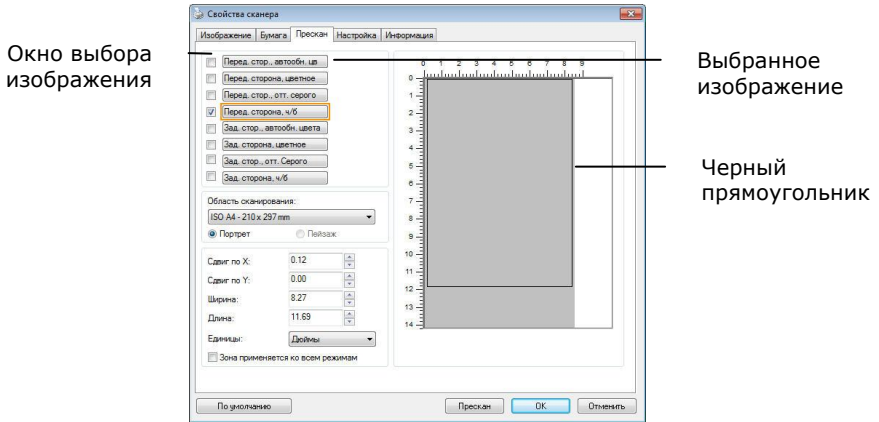 Свойства сканера
Изображение Бумага Прескан Настройка Информация
Окно выбора
изображения
Перед. стор., автообн. цв
Перед. сторона, цветное
Перед. стор., отт. серого
Перед. сторона, ч/б
Зад. стор., автообн. цвета
Зад. сторона, цветное
Зад. стор., отт. Серого
Зад. сторона, ч/б
Область сканирования:
ISO A4 - 210 x 297 mm
Портрет Пейзаж
Сдвиг по X: 0.12
Сдвиг по Y: 0.00
Ширина: 8.27
Длина: 11.69
Единицы: Дюймы
Зона применяется ко всем режимам
0 1 2 3 4 5 6 7 8 9
0
1
2
3
4
5
6
7
8
9
10
11
12
13
14
Выбранное
изображение
Черный
прямоугольник
По умолчанию Прескан OK Отменить